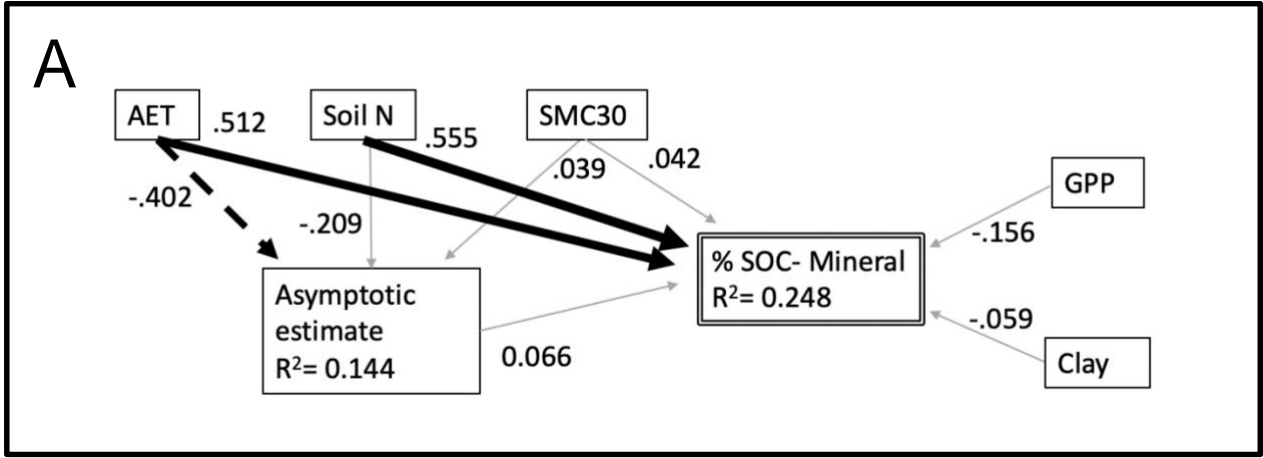 A
AET
.512
Soil N
.555
SMC30
.039
.042
GPP
-.402
-.209
-.156
% SOC- Mineral
R²= 0.248
Asymptotic
estimate
R²= 0.144
0.066
-.059
Clay